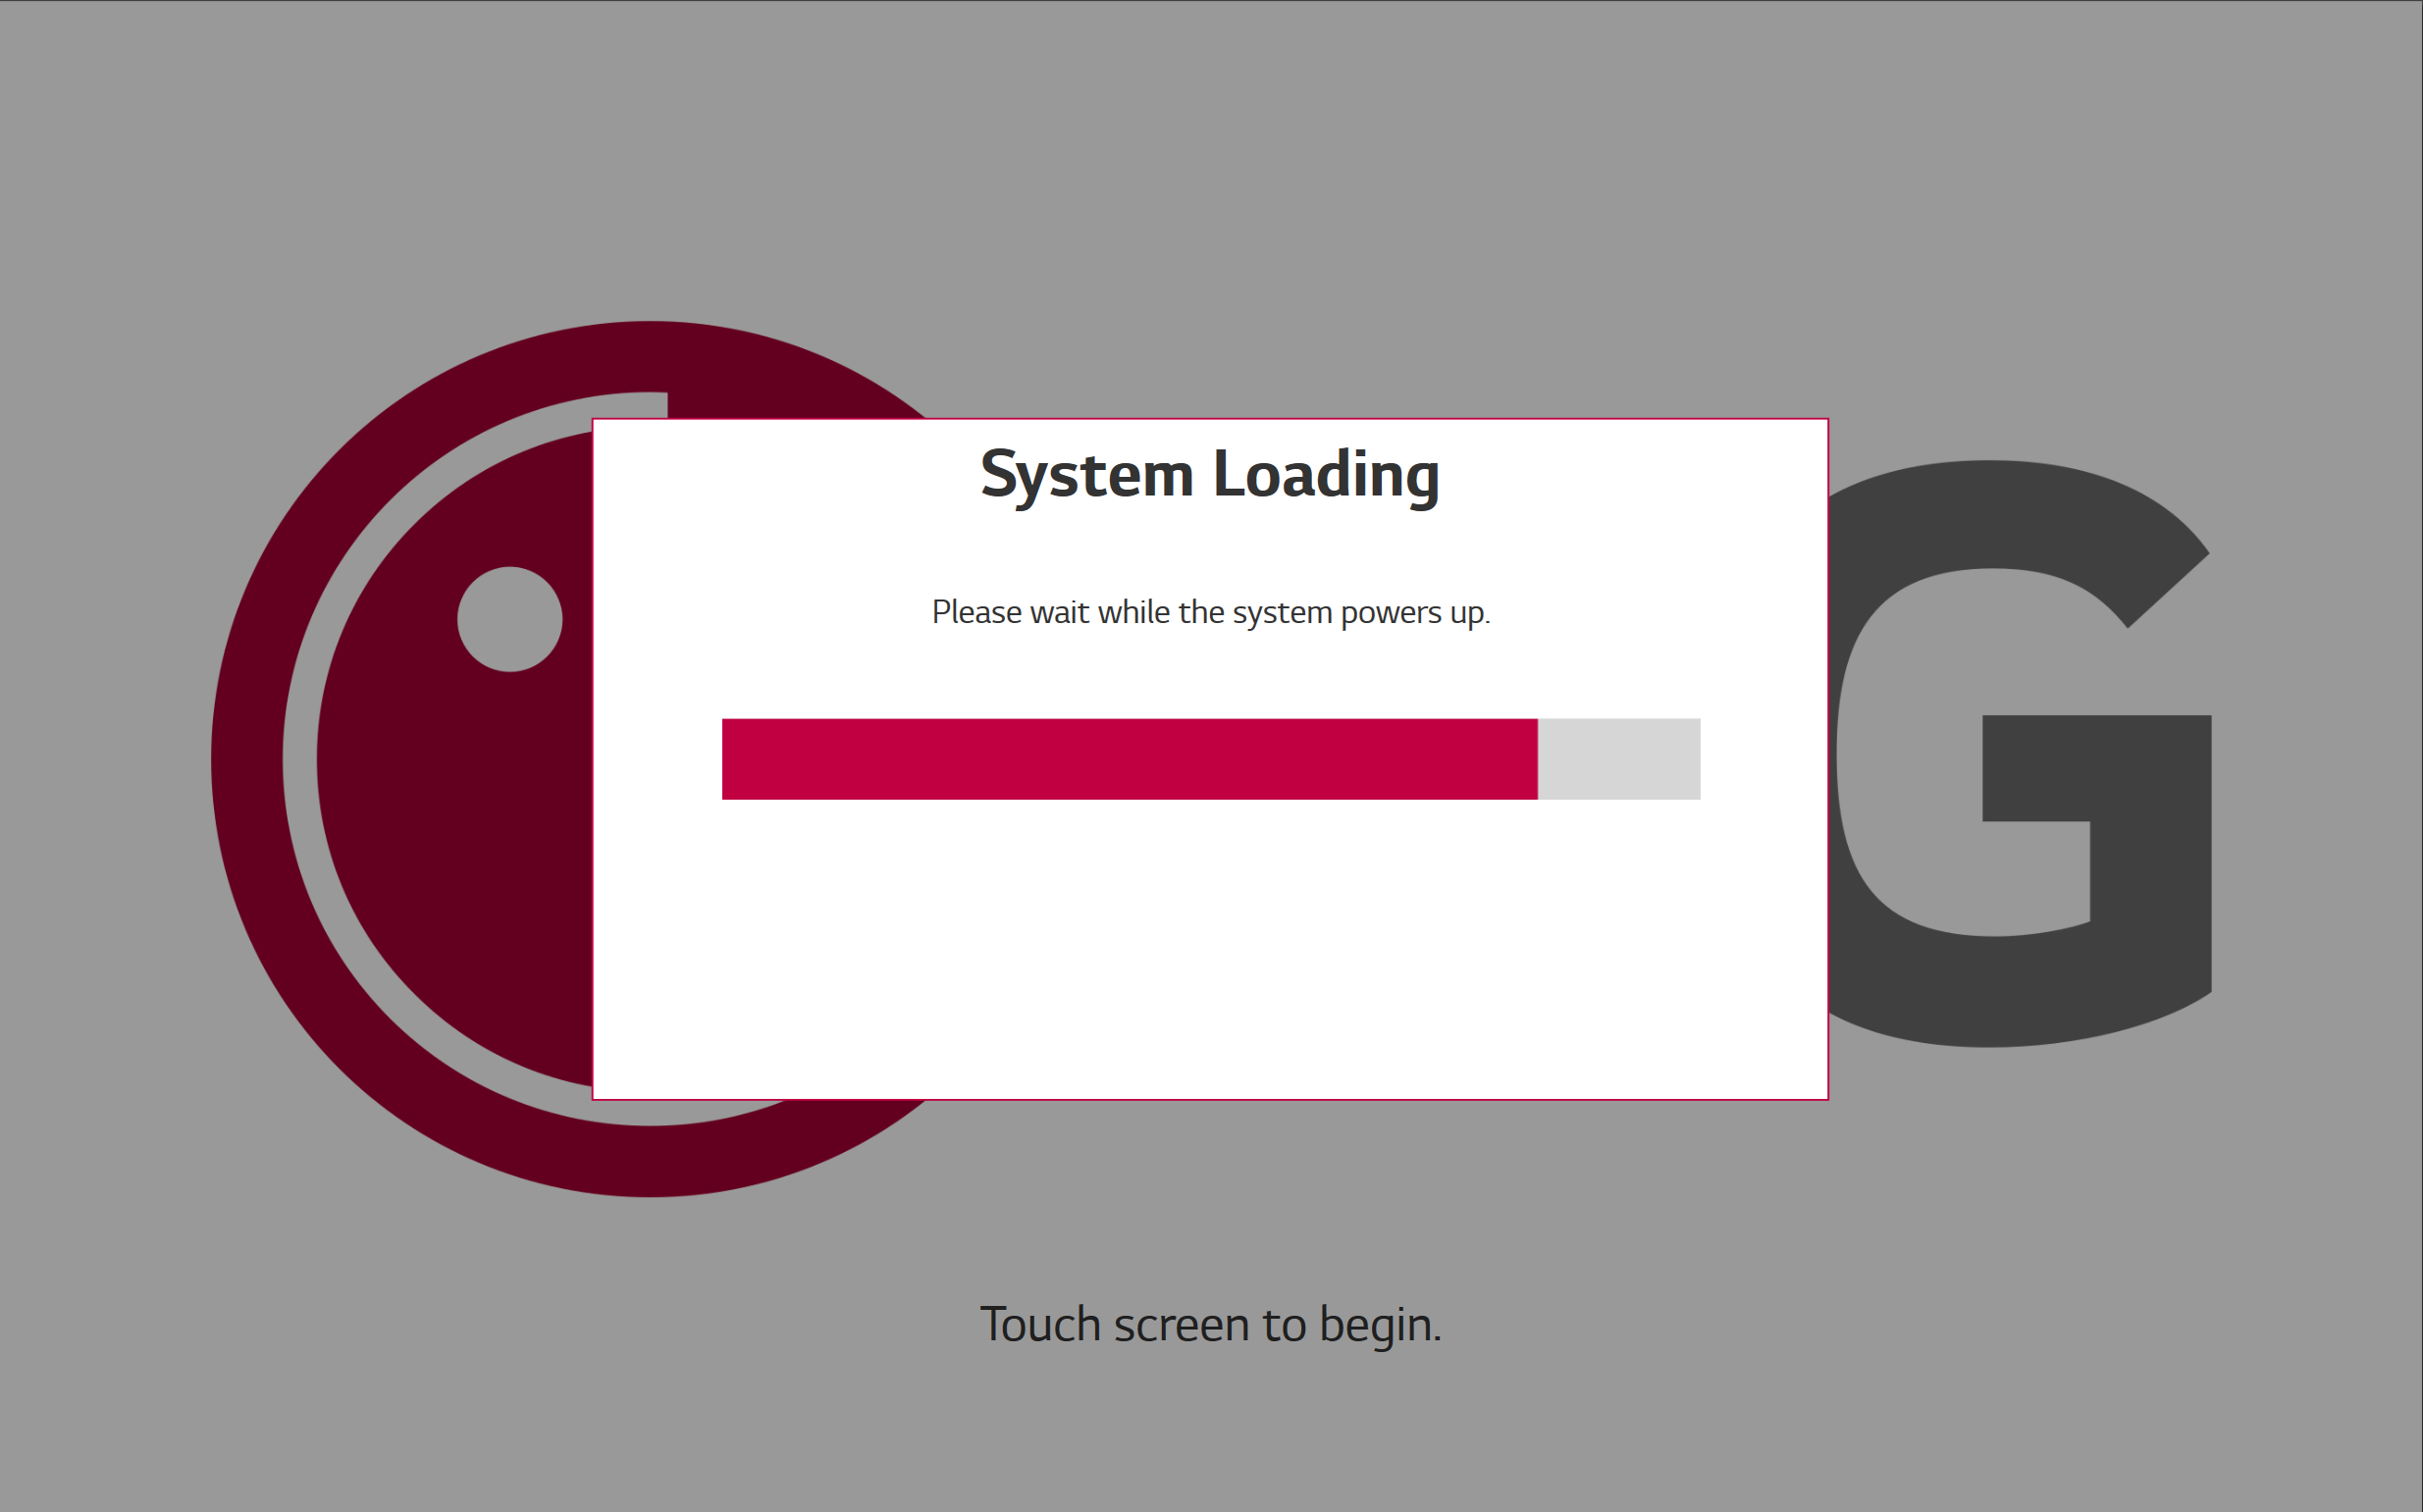 System Loading
Please wait while the system powers up.
G
Touch screen to begin.